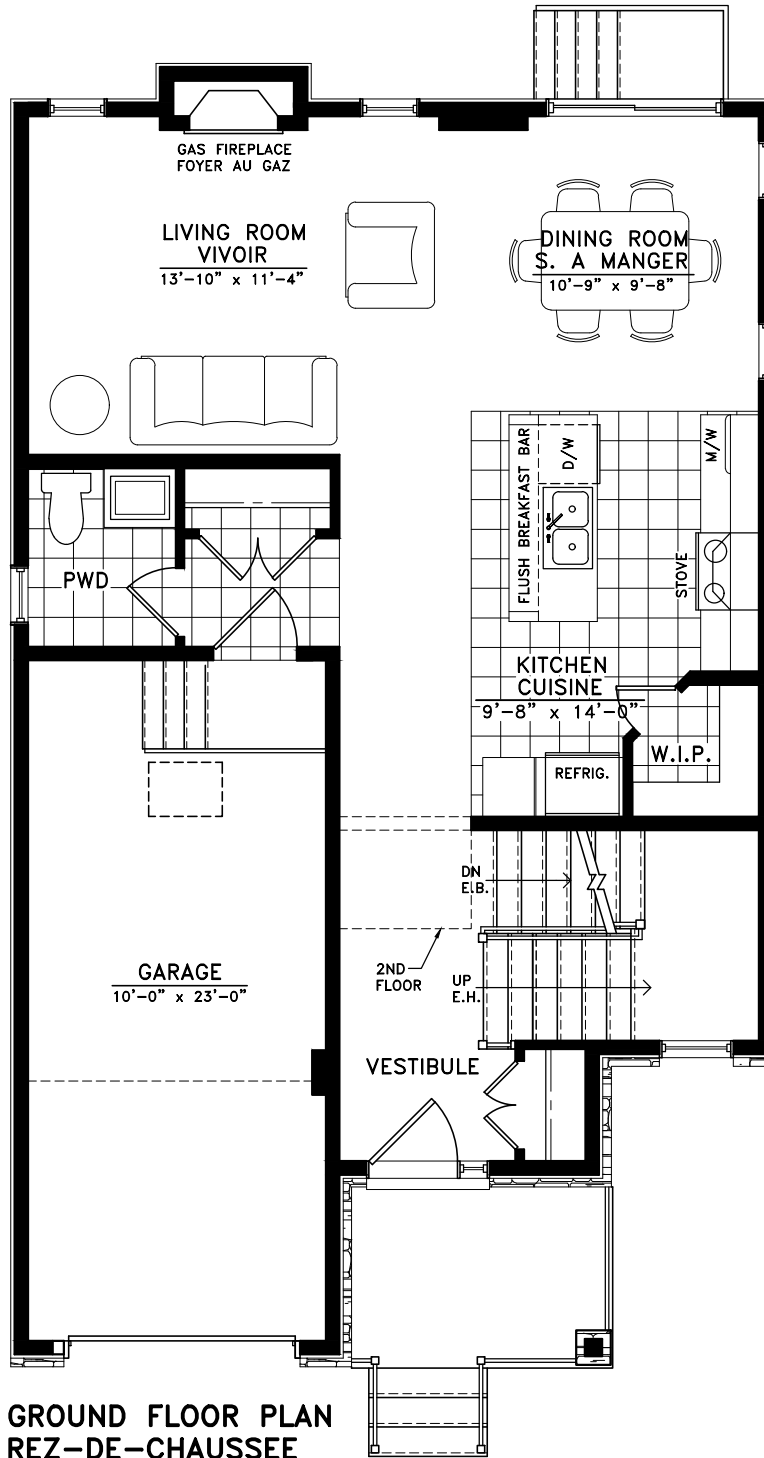 GAS FIREPLACE
FOYER AU GAZ
LIVING ROOM
VIVOIR
13'-10" x 11'-4"
DINING ROOM
S. A MANGER
10'-9" x 9'-8"
FLUSH BREAKFAST BAR
D/W
M/W
STOVE
PWD
KITCHEN
CUISINE
9'-8" x 14'-0"
W.I.P.
REFRIG.
DN
E.B.
2ND
FLOOR
UP
E.H.
GARAGE
10'-0" x 23'-0"
VESTIBULE
GROUND FLOOR PLAN
REZ-DE-CHAUSSEE